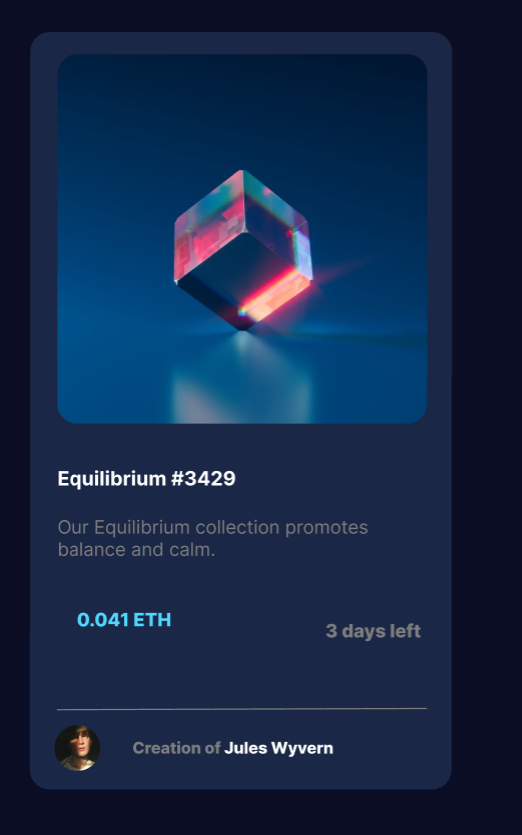 Equilibrium #3429
Our Equilibrium collection promotes
balance and calm.
0.041 ETH
3 days left
Creation of Jules Wyvern